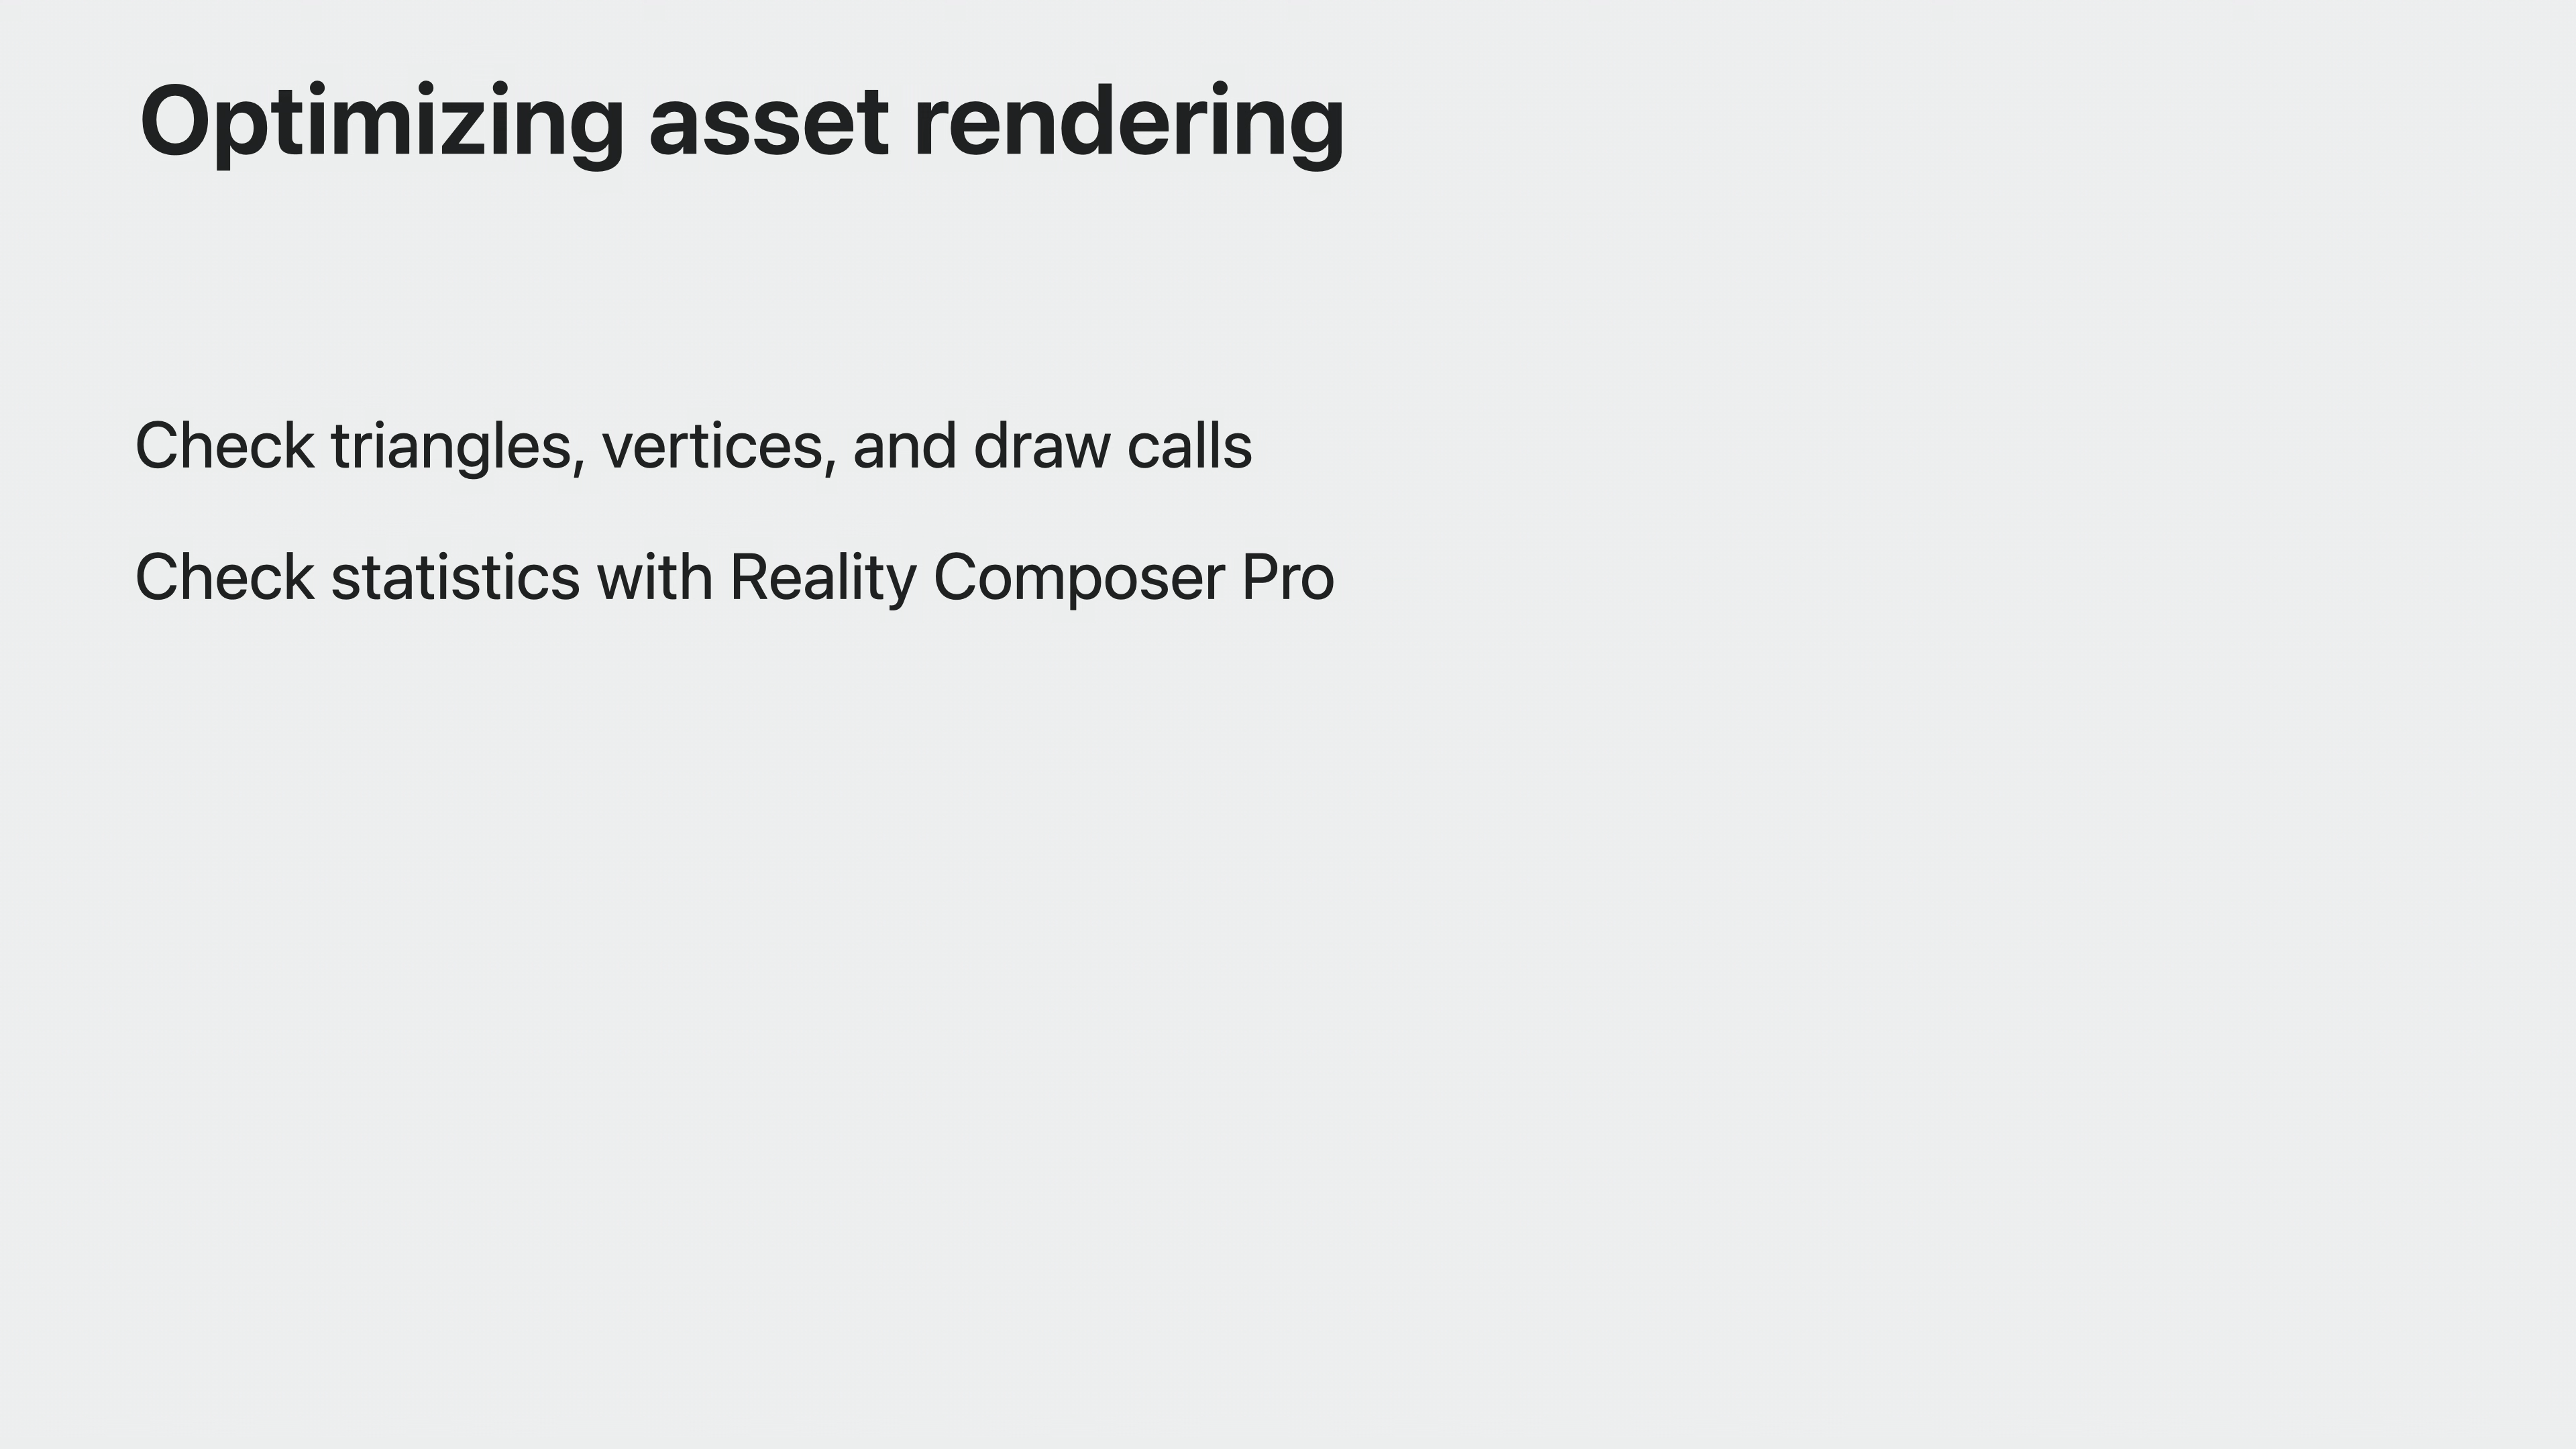 Optimizing asset rendering
Check triangles, vertices, and draw calls
Check statistics with Reality Composer Pro